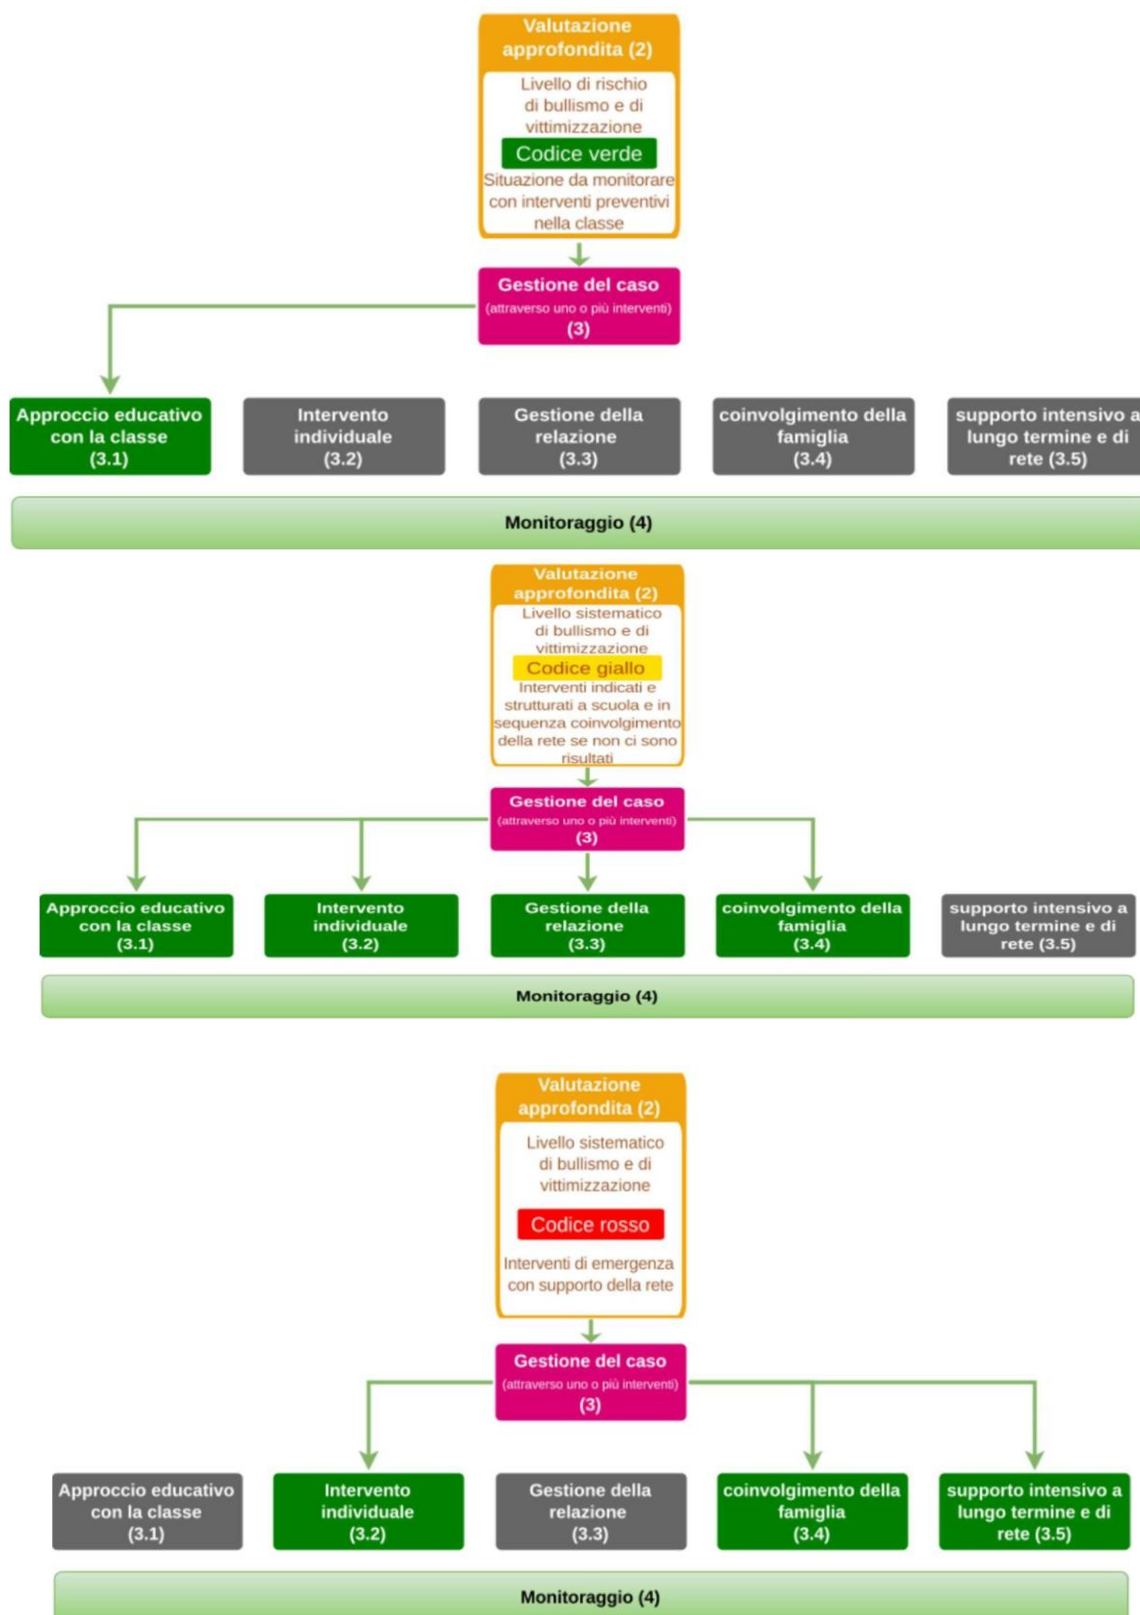 Valutazione
approfondita (2)
Livello di rischio
di bullismo e di
vittimizzazione
Codice verde
Situazione da monitorare
con interventi preventivi
nella classe
Gestione del caso
(attraverso uno o più interventi)
(3)
Approccio educativo
con la classe
(3.1)
Intervento
individuale
(3.2)
Gestione della
relazione
(3.3)
coinvolgimento della
famiglia
(3.4)
supporto intensivo a
lungo termine e di
rete (3.5)
Monitoraggio (4)
Valutazione
approfondita (2)
Livello sistematico
di bullismo e di
vittimizzazione
Codice giallo
Interventi indicati e
strutturati a scuola e in
sequenza coinvolgimento
della rete se non ci sono
risultati
Gestione del caso
(attraverso uno o più interventi)
(3)
Approccio educativo
con la classe
(3.1)
Intervento
individuale
(3.2)
Gestione della
relazione
(3.3)
coinvolgimento della
famiglia
(3.4)
supporto intensivo a
lungo termine e di
rete (3.5)
Monitoraggio (4)
Valutazione
approfondita (2)
Livello sistematico
di bullismo e di
vittimizzazione
Codice rosso
Interventi di emergenza
con supporto della rete
Gestione del caso
(attraverso uno o più interventi)
(3)
Approccio educativo
con la classe
(3.1)
Intervento
individuale
(3.2)
Gestione della
relazione
(3.3)
coinvolgimento della
famiglia
(3.4)
supporto intensivo a
lungo termine e di
rete (3.5)
Monitoraggio (4)